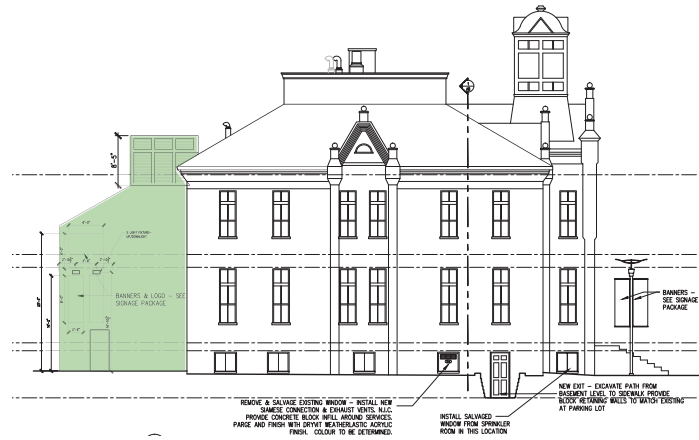 8'-5"
BANNERS & LOGO - SEE
SIGNAGE PACKAGE
BANNERS -
SEE SIGNAGE
PACKAGE
REMOVE & SALVAGE EXISTING WINDOW - INSTALL NEW
SIAMESE CONNECTION & EXHAUST VENTS. N.I.C.
PROVIDE CONCRETE BLOCK INFILL AROUND SERVICES.
PARGE AND FINISH WITH DRYVIT WEATHERLASTIC ACRYLIC
FINISH. COLOUR TO BE DETERMINED.
INSTALL SALVAGED
WINDOW FROM SPRINKLER
ROOM IN THIS LOCATION
NEW EXIT - EXCAVATE PATH FROM
BASEMENT LEVEL TO SIDEWALK PROVIDE
BLOCK RETAINING WALLS TO MATCH EXISTING
AT PARKING LOT